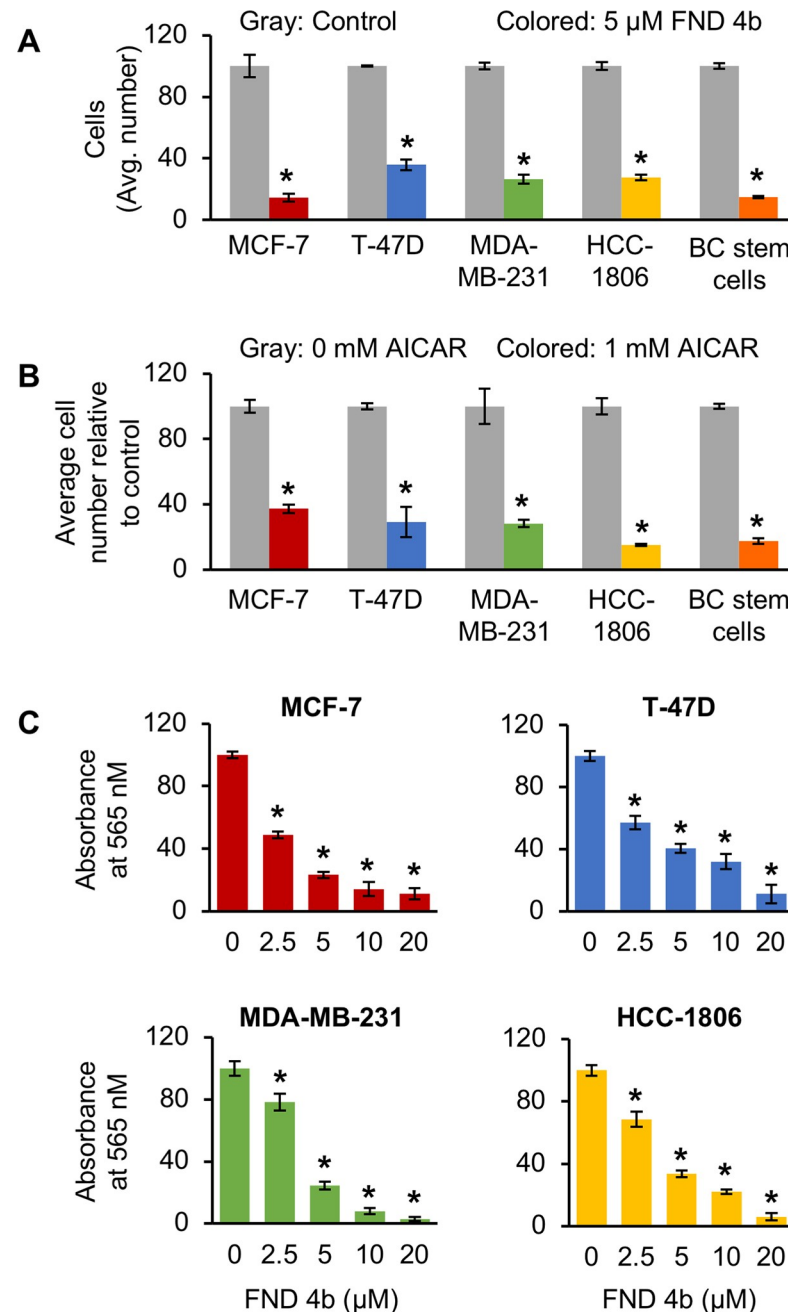 A
Gray: Control Colored: 5 µM FND 4b
Cells
(Avg. number)
120
80
40
0
* * * * *
MCF-7 T-47D MDA-
MB-231 HCC-
1806 BC stem
cells
B
Gray: 0 mM AICAR Colored: 1 mM AICAR
Average cell
number relative
to control
120
80
40
0
* * * * *
MCF-7 T-47D MDA-
MB-231 HCC-
1806 BC stem
cells
C
MCF-7
Absorbance
at 565 nM
120
80
40
0
* * * *
0 2.5 5 10 20
T-47D
120
80
40
0
* * * *
0 2.5 5 10 20
MDA-MB-231
Absorbance
at 565 nM
120
80
40
0
* * * *
0 2.5 5 10 20
FND 4b (µM)
HCC-1806
120
80
40
0
* * * *
0 2.5 5 10 20
FND 4b (µM)